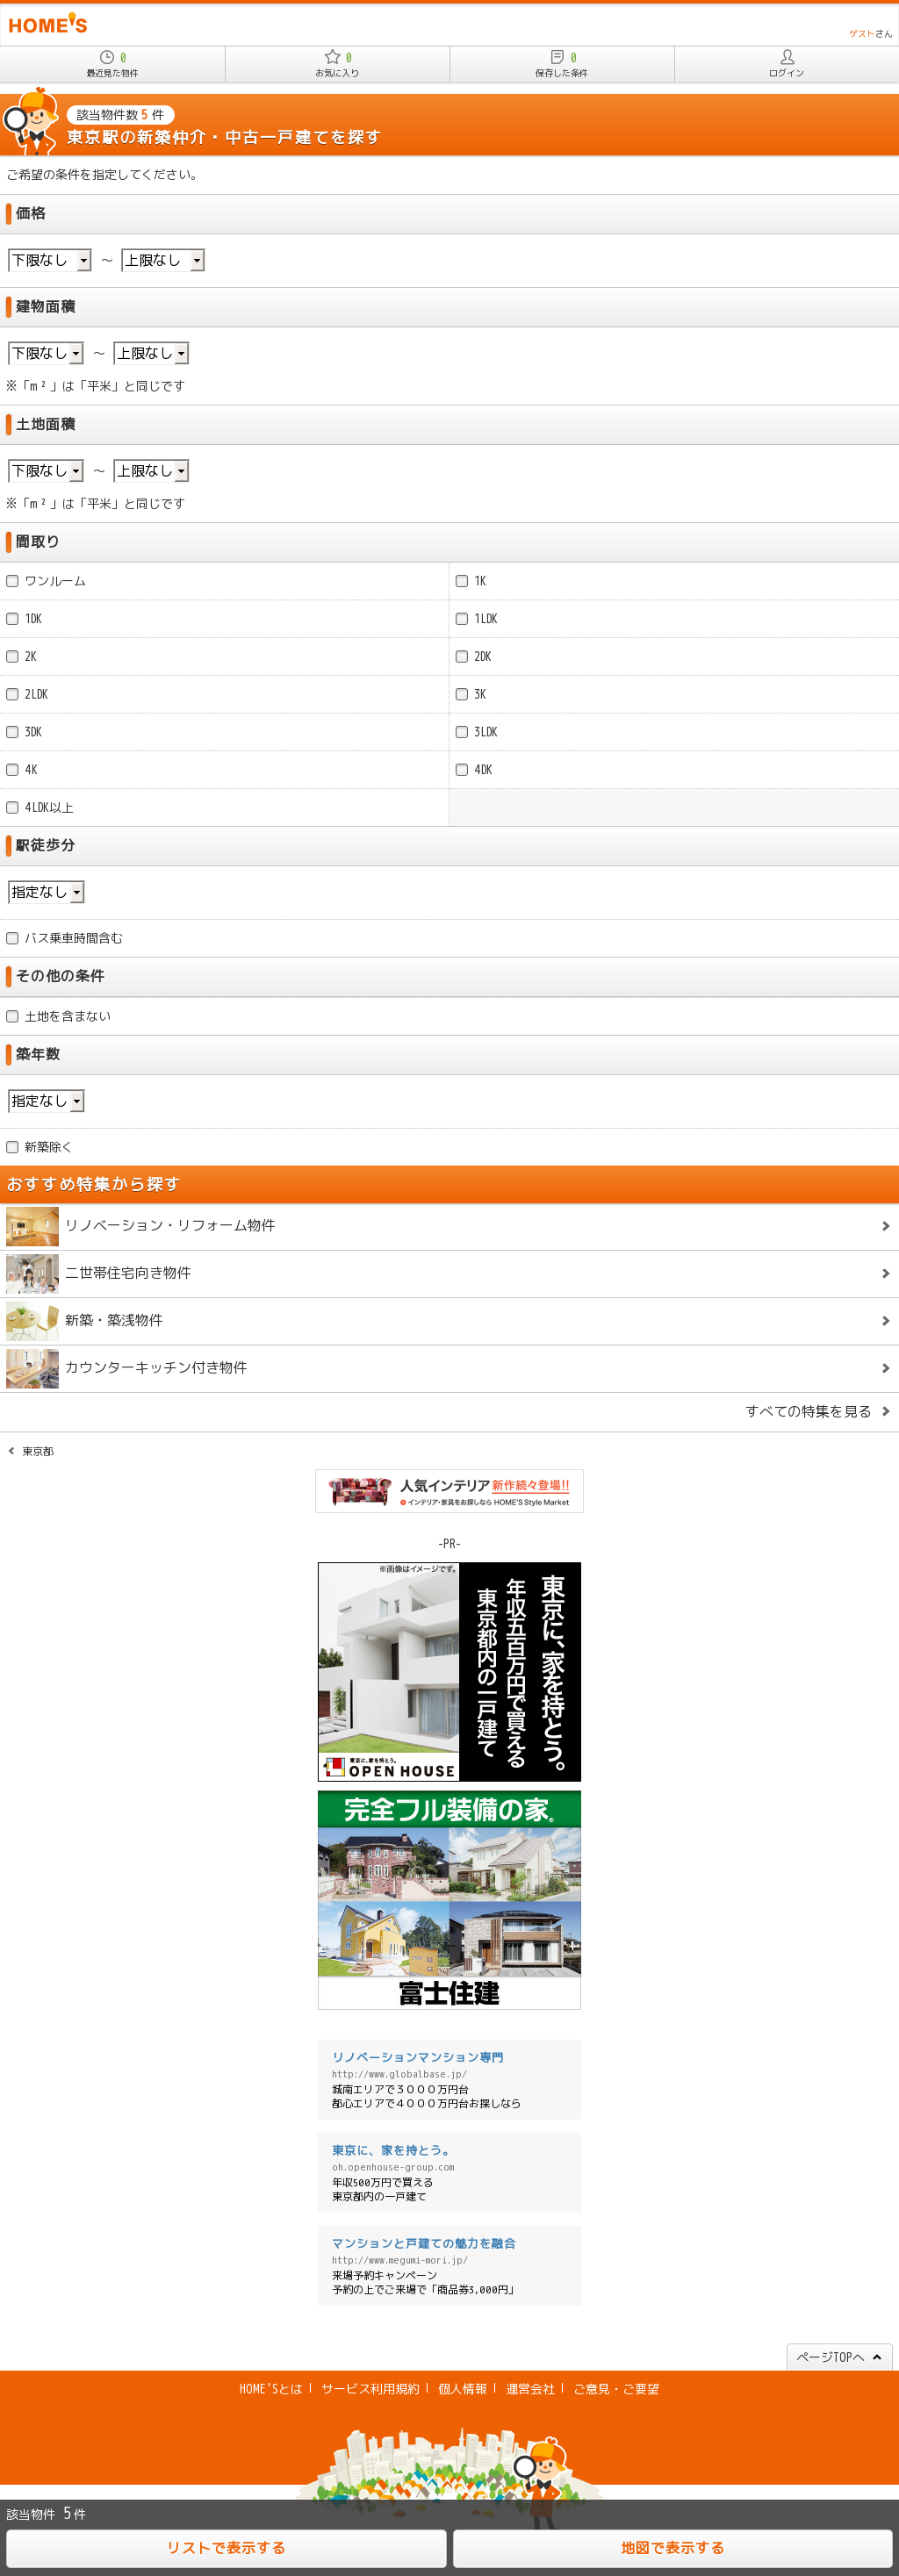 HOME'S
ゲストさん
0
最近見た物件
0
お気に入り
0
保存した条件
ログイン
該当物件数 5 件
東京駅の新築仲介・中古一戸建てを探す
ご希望の条件を指定してください。
価格
下限なし ～ 上限なし
建物面積
下限なし ～ 上限なし
※「m²」は「平米」と同じです
土地面積
下限なし ～ 上限なし
※「m²」は「平米」と同じです
間取り
ワンルーム
1K
1DK
1LDK
2K
2DK
2LDK
3K
3DK
3LDK
4K
4DK
4LDK以上
駅徒歩分
指定なし
バス乗車時間含む
その他の条件
土地を含まない
築年数
指定なし
新築除く
おすすめ特集から探す
リノベーション・リフォーム物件
二世帯住宅向き物件
新築・築浅物件
カウンターキッチン付き物件
すべての特集を見る
東京都
人気インテリア 新作続々登場!!
インテリア・家具をお探しなら HOME'S Style Market
-PR-
※画像はイメージです。
東京に、家を持とう。
年収五百万円で買える
東京都内の一戸建て
東京に、家を持とう。
OPEN HOUSE
完全フル装備の家®
富士住建
リノベーションマンション専門
http://www.globalbase.jp/
城南エリアで３０００万円台
都心エリアで４０００万円台お探しなら
東京に、家を持とう。
oh.openhouse-group.com
年収500万円で買える
東京都内の一戸建て
マンションと戸建ての魅力を融合
http://www.megumi-mori.jp/
来場予約キャンペーン
予約の上でご来場で「商品券3,000円」
ページTOPへ
HOME'Sとは | サービス利用規約 | 個人情報 | 運営会社 | ご意見・ご要望
該当物件 5件
リストで表示する
地図で表示する